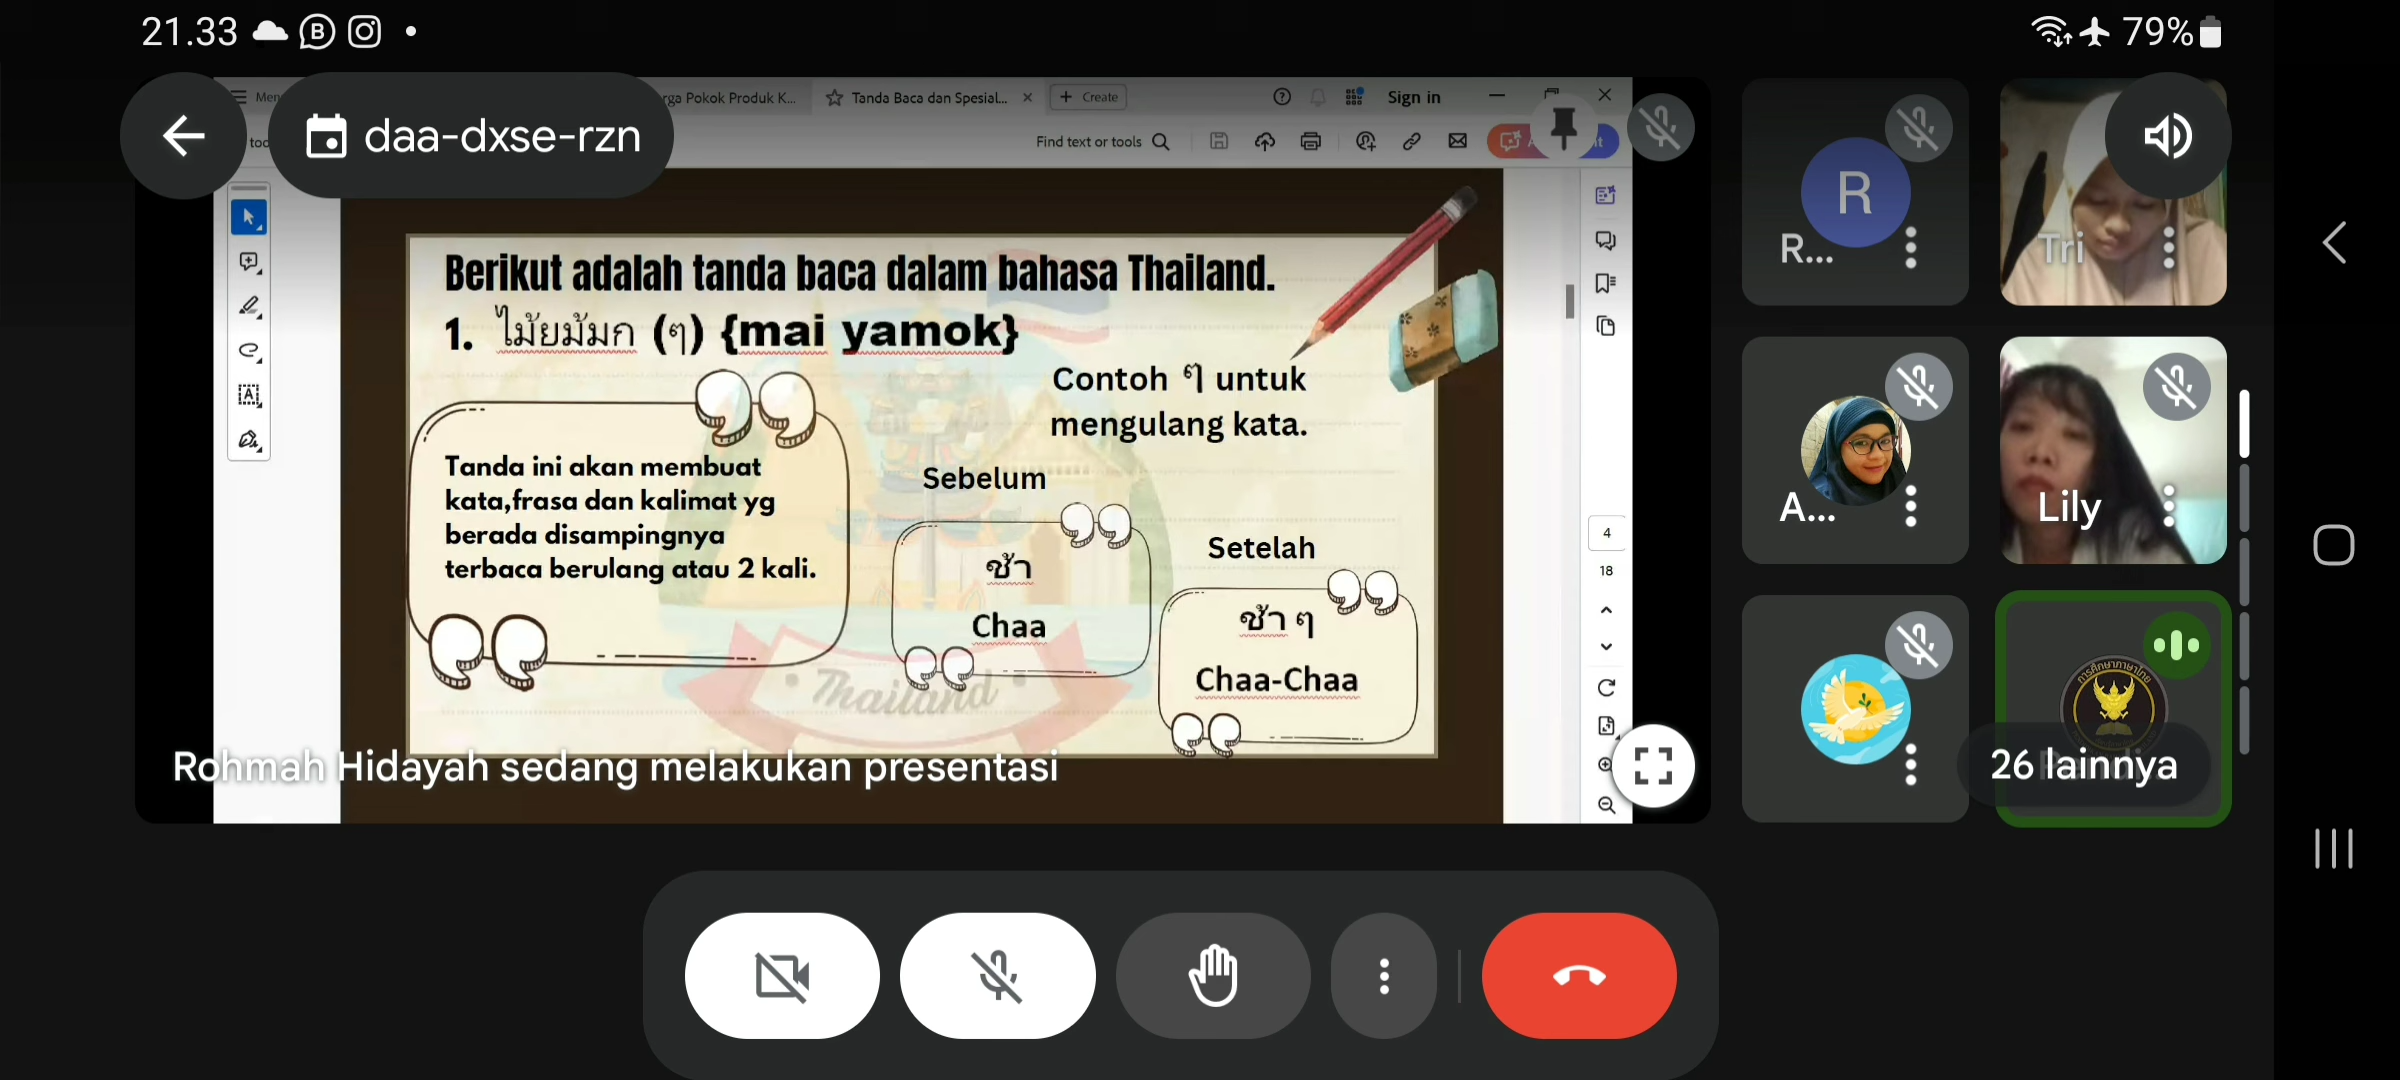 21.33
79%
daa-dxse-rzn
rga Pokok Produk K...
Tanda Baca dan Spesial...
Create
Sign in
Find text or tools
Berikut adalah tanda baca dalam bahasa Thailand.
1. ไม้ยม้มก (ๆ) {mai yamok}
Contoh ๆ untuk
mengulang kata.
Tanda ini akan membuat
kata,frasa dan kalimat yg
berada disampingnya
terbaca berulang atau 2 kali.
Sebelum
ช้า
Chaa
Setelah
ช้า ๆ
Chaa-Chaa
Thailand
4
18
Rohmah Hidayah sedang melakukan presentasi
R
R...
Tri
A...
Lily
26 lainnya